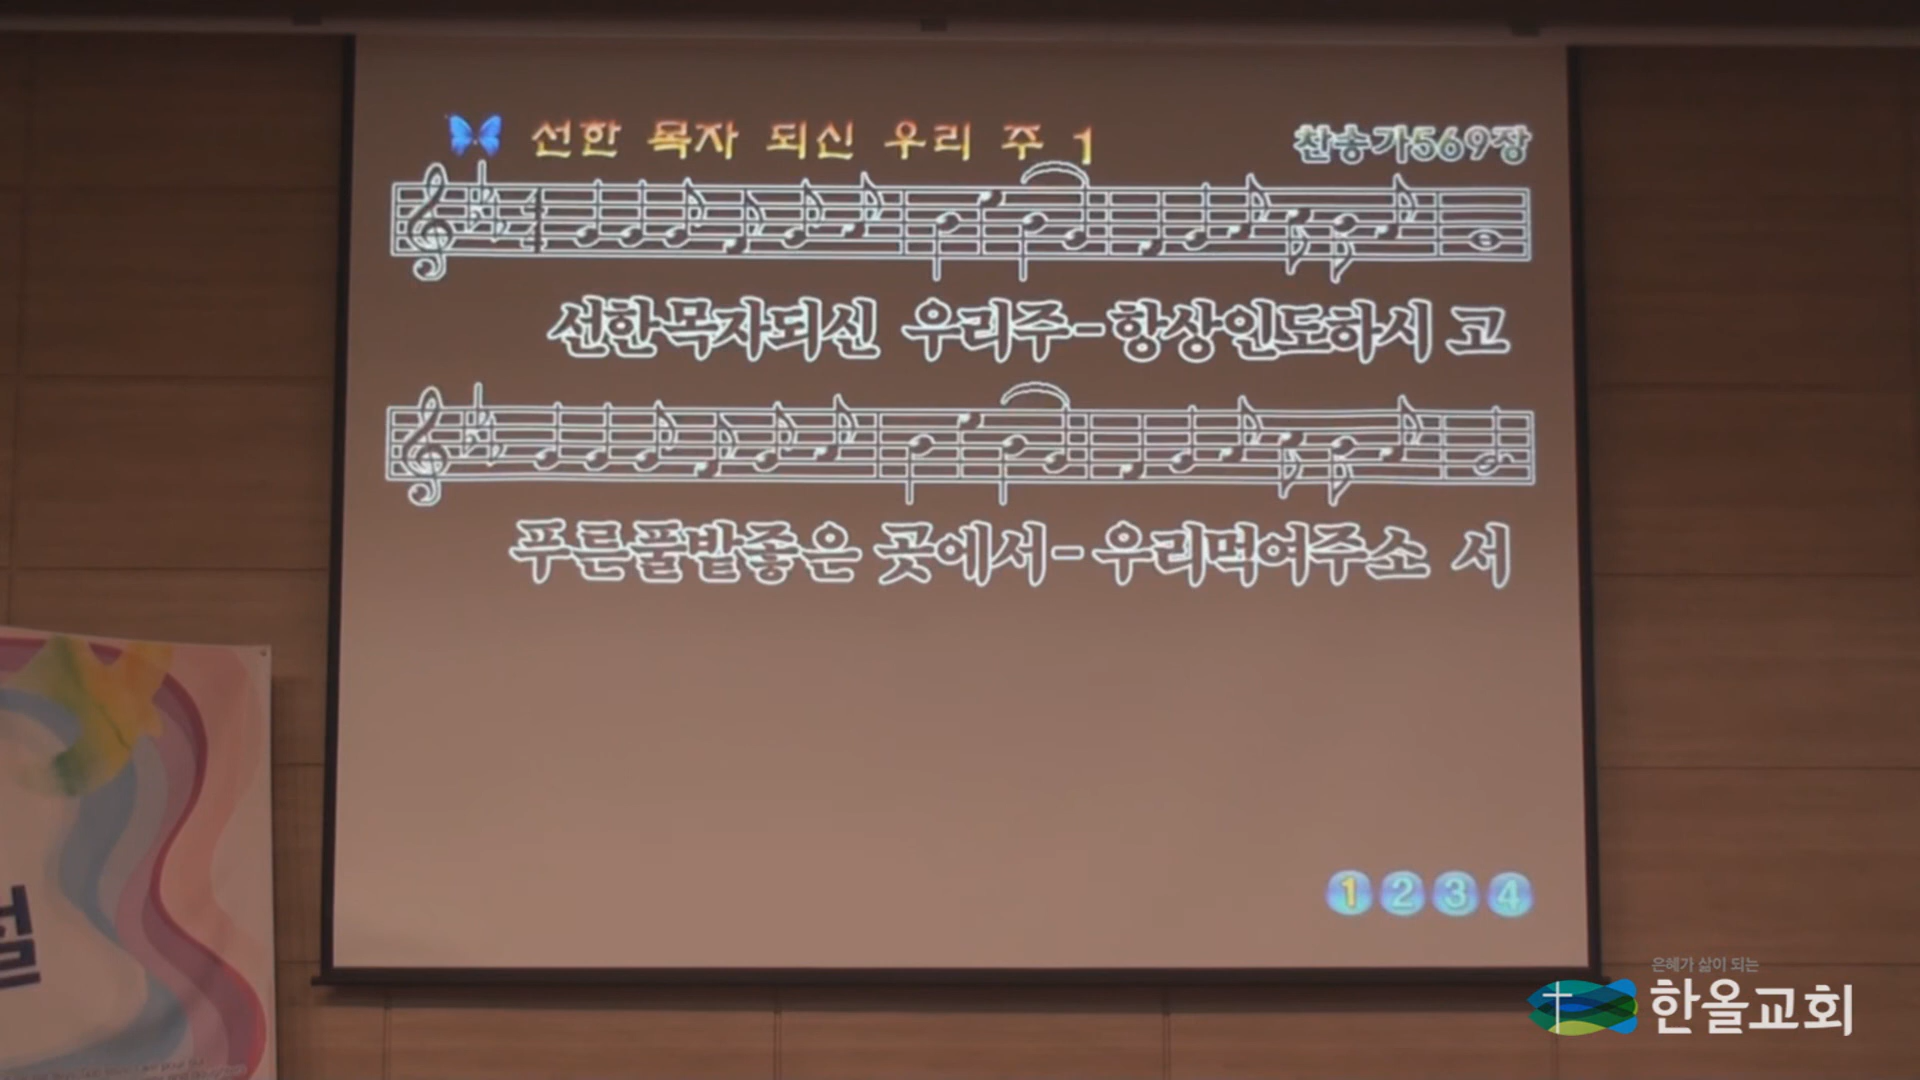 선한 목자 되신 우리 주 1
찬송가569장
선한목자되신 우리주-항상인도하시 고
푸른풀밭좋은 곳에서-우리먹여주소 서
1 2 3 4
은혜가 삶이 되는
한올교회